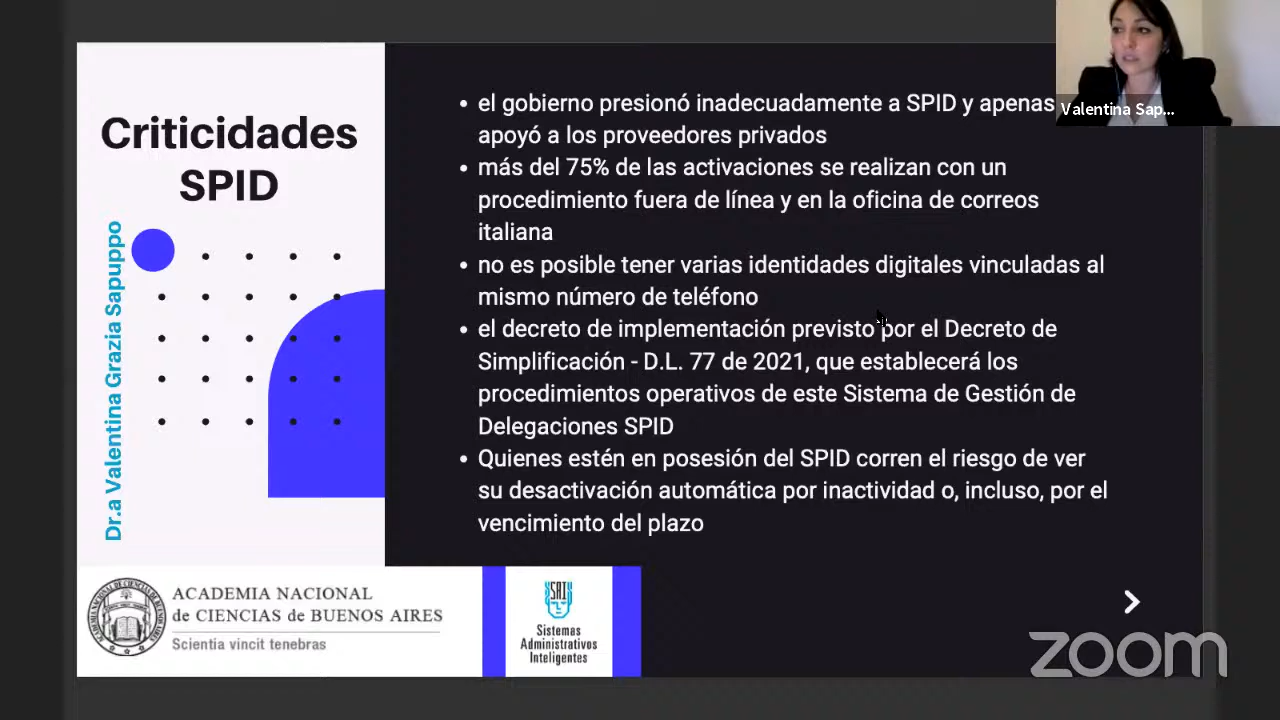 Criticidades
SPID
Dr.a Valentina Grazia Sapuppo
el gobierno presionó inadecuadamente a SPID y apenas
apoyó a los proveedores privados
más del 75% de las activaciones se realizan con un
procedimiento fuera de línea y en la oficina de correos
italiana
no es posible tener varias identidades digitales vinculadas al
mismo número de teléfono
el decreto de implementación previsto por el Decreto de
Simplificación - D.L. 77 de 2021, que establecerá los
procedimientos operativos de este Sistema de Gestión de
Delegaciones SPID
Quienes estén en posesión del SPID corren el riesgo de ver
su desactivación automática por inactividad o, incluso, por el
vencimiento del plazo
Valentina Sap...
ACADEMIA NACIONAL
de CIENCIAS de BUENOS AIRES
Scientia vincit tenebras
SAI
Sistemas
Administrativos
Inteligentes
zoom